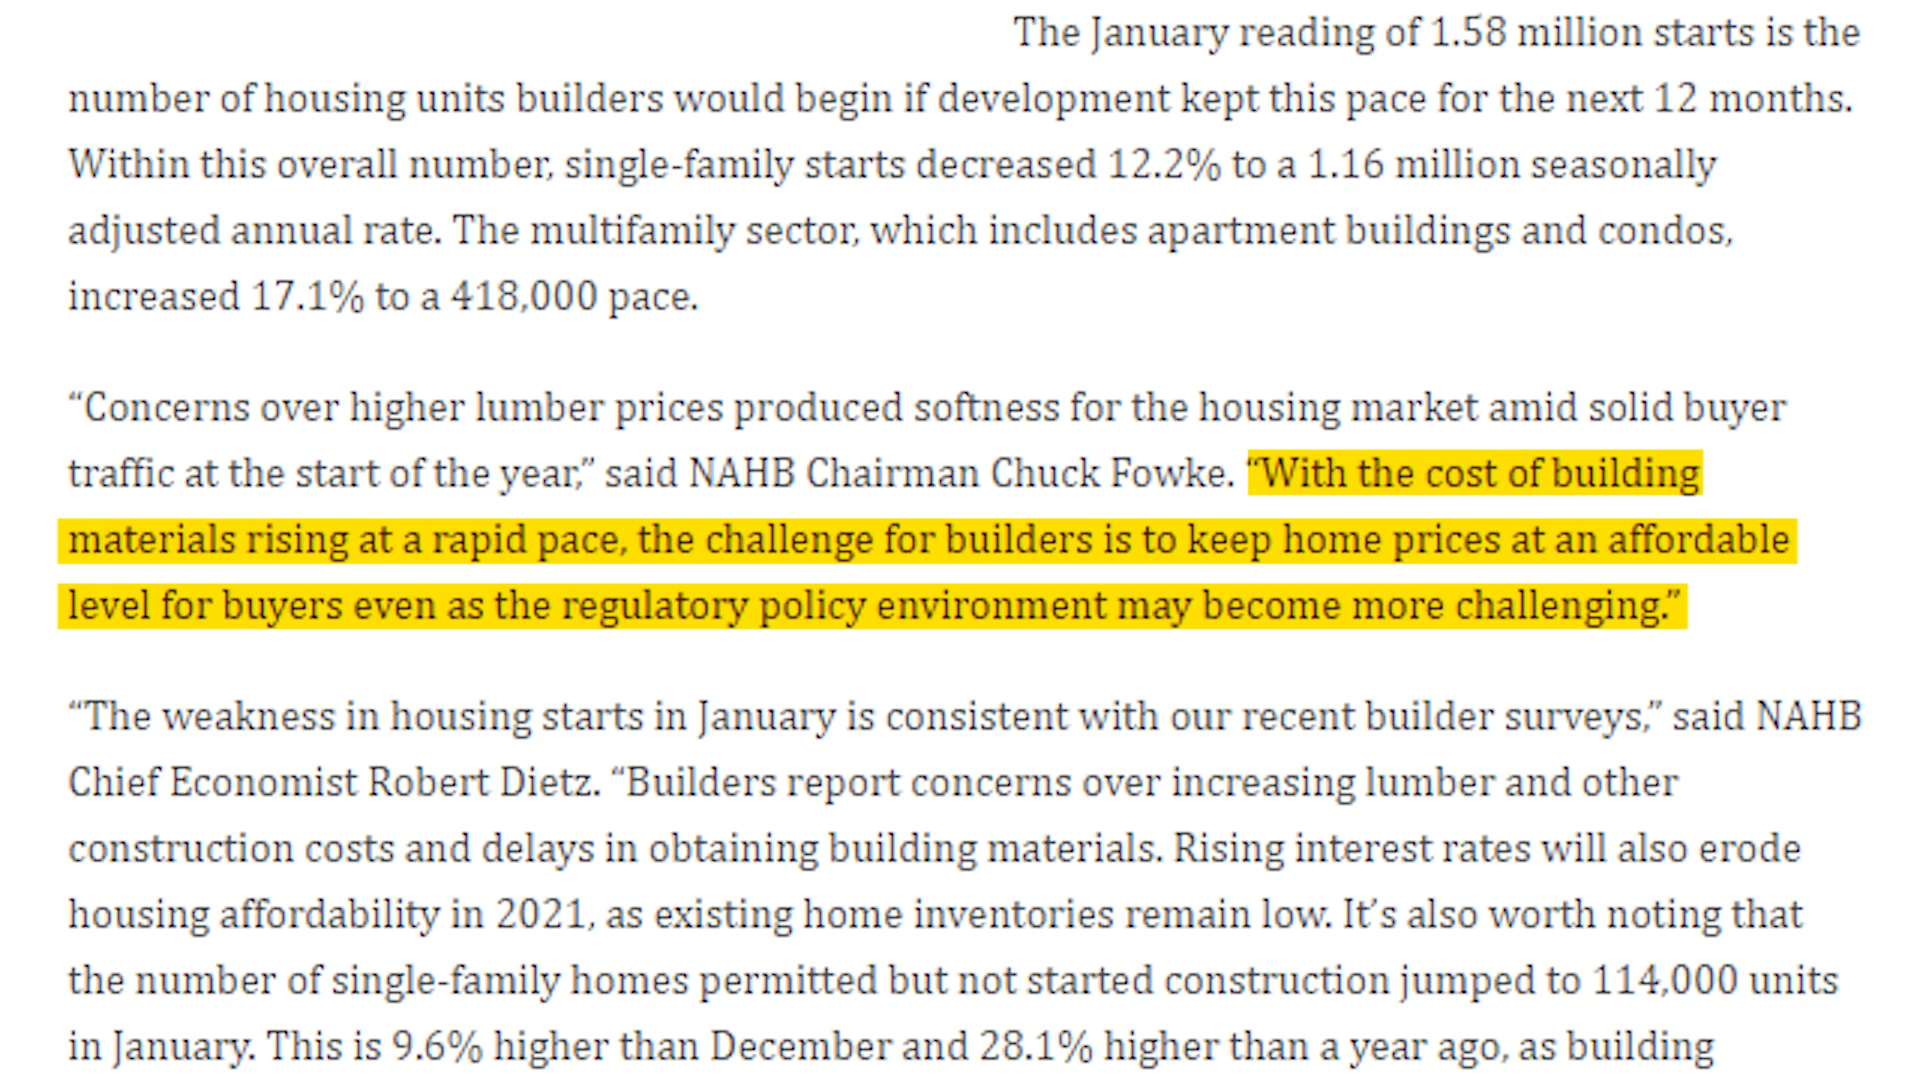 The January reading of 1.58 million starts is the
number of housing units builders would begin if development kept this pace for the next 12 months.
Within this overall number, single-family starts decreased 12.2% to a 1.16 million seasonally
adjusted annual rate. The multifamily sector, which includes apartment buildings and condos,
increased 17.1% to a 418,000 pace.
“Concerns over higher lumber prices produced softness for the housing market amid solid buyer
traffic at the start of the year,” said NAHB Chairman Chuck Fowke. “With the cost of building
materials rising at a rapid pace, the challenge for builders is to keep home prices at an affordable
level for buyers even as the regulatory policy environment may become more challenging.”
“The weakness in housing starts in January is consistent with our recent builder surveys,” said NAHB
Chief Economist Robert Dietz. “Builders report concerns over increasing lumber and other
construction costs and delays in obtaining building materials. Rising interest rates will also erode
housing affordability in 2021, as existing home inventories remain low. It’s also worth noting that
the number of single-family homes permitted but not started construction jumped to 114,000 units
in January. This is 9.6% higher than December and 28.1% higher than a year ago, as building